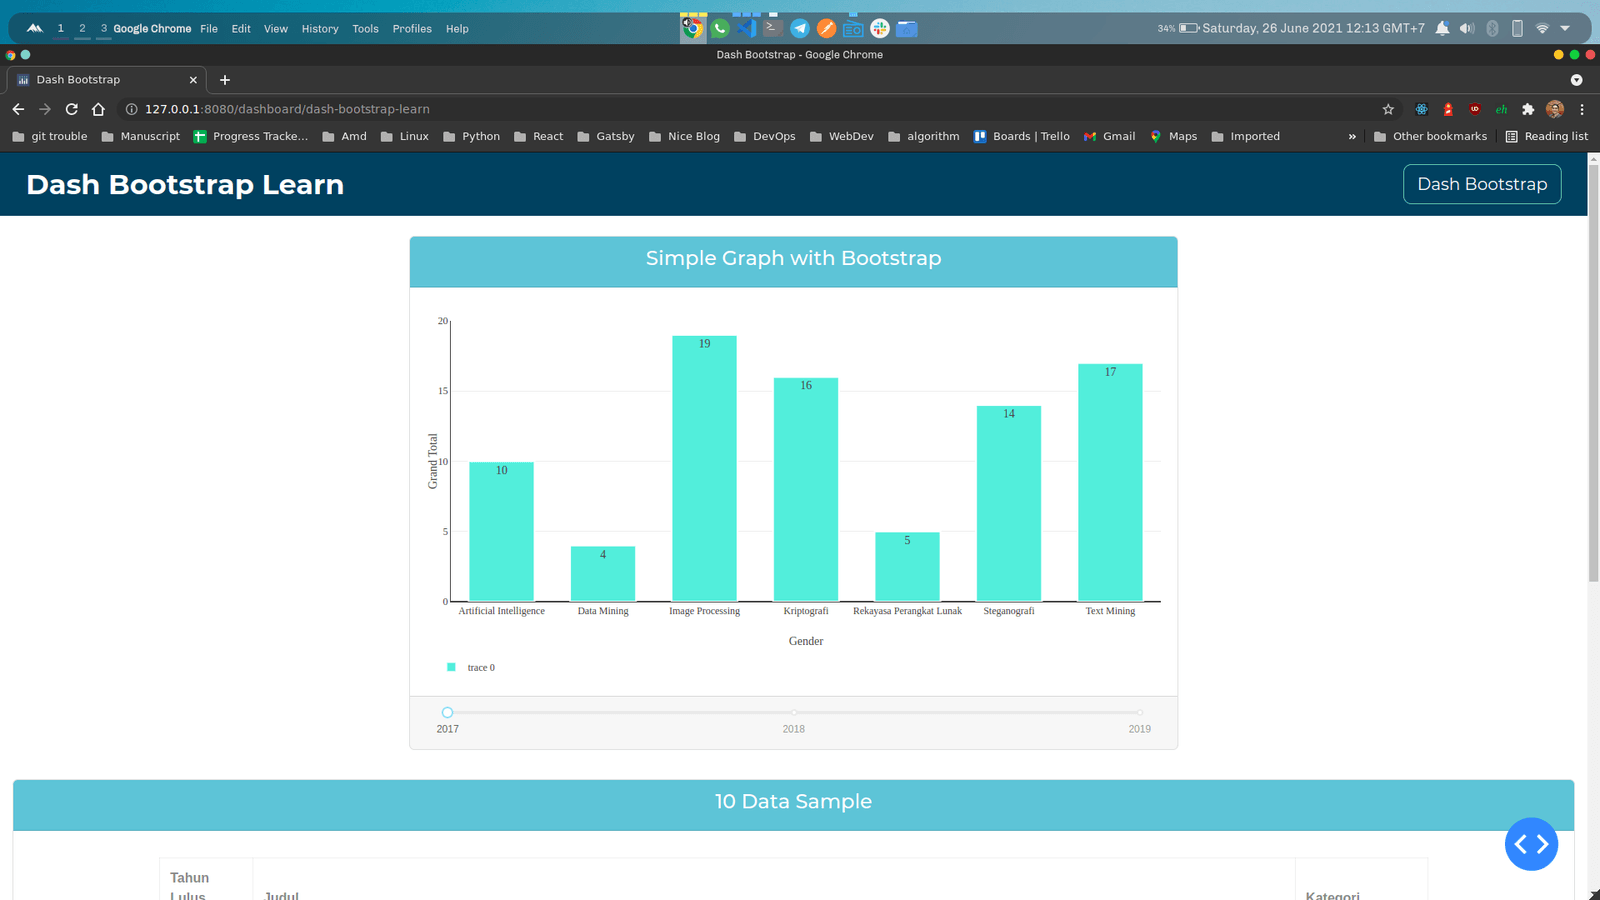 1 2 3 Google Chrome File Edit View History Tools Profiles Help
34% Saturday, 26 June 2021 12:13 GMT+7
Dash Bootstrap - Google Chrome
Dash Bootstrap
127.0.0.1:8080/dashboard/dash-bootstrap-learn
git trouble Manuscript Progress Tracke... Amd Linux Python React Gatsby Nice Blog DevOps WebDev algorithm Boards | Trello Gmail Maps Imported » Other bookmarks Reading list
Dash Bootstrap Learn
Dash Bootstrap
Simple Graph with Bootstrap
20
15
10
5
0
Grand Total
10
4
19
16
5
14
17
Artificial Intelligence Data Mining Image Processing Kriptografi Rekayasa Perangkat Lunak Steganografi Text Mining
Gender
trace 0
2017 2018 2019
10 Data Sample
Tahun
Lulus Judul Kategori